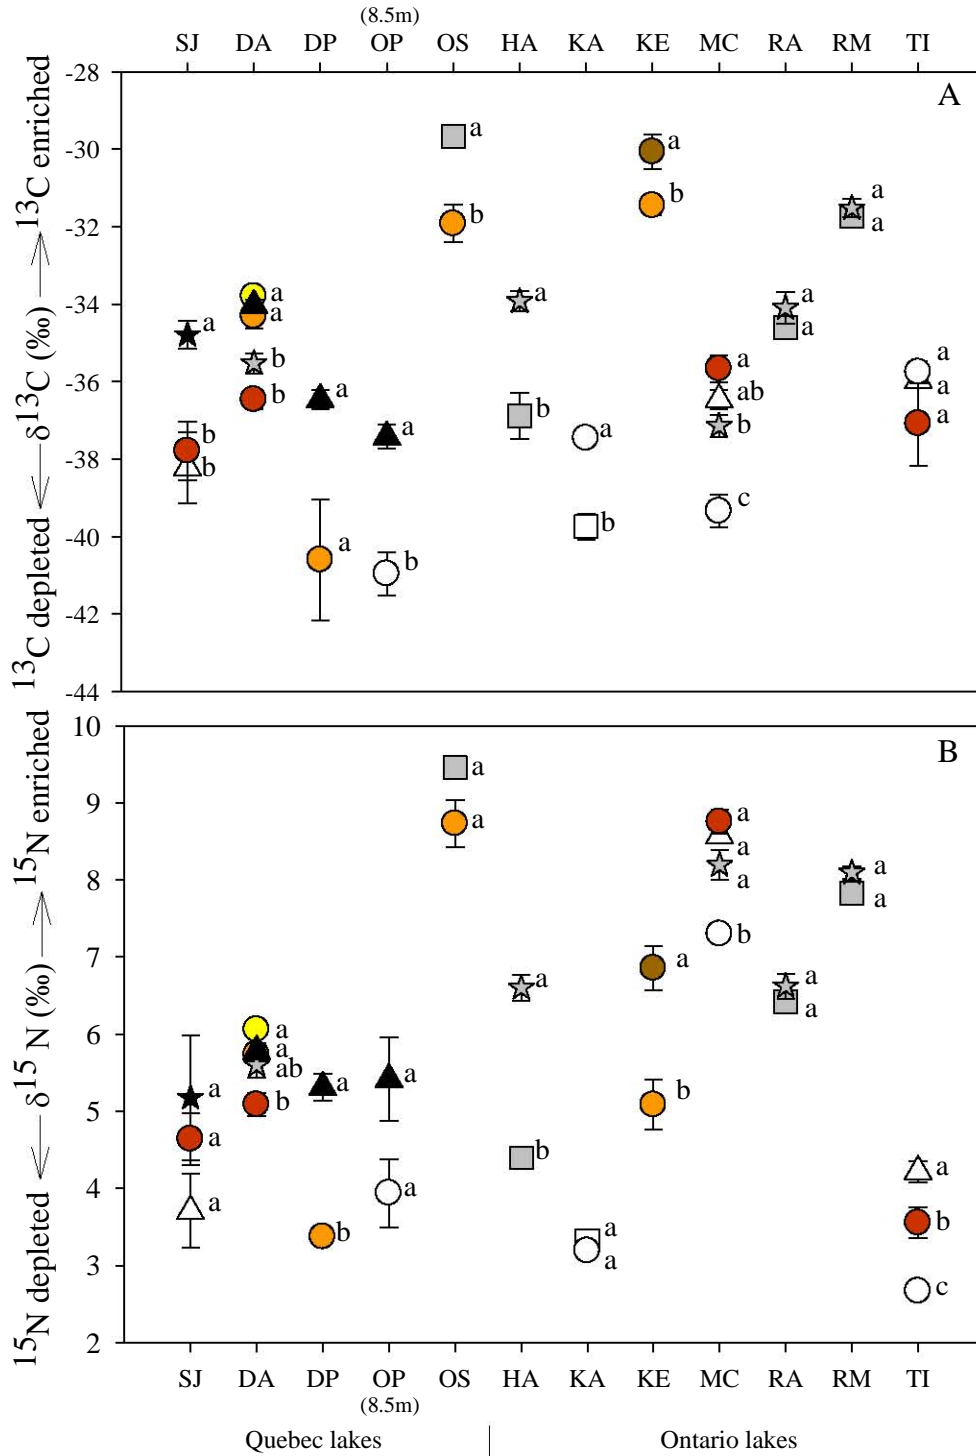 (8.5m)
SJ DA DP OP OS HA KA KE MC RA RM TI
A
-28
-30
-32
-34
-36
-38
-40
-42
-44
¹³C depleted ← δ¹³C (‰) → ¹³C enriched
a
b
b
a
a
b
b
a
a
a
b
a
b
a
b
a
b
a
b
a
ab
b
c
a
a
a
a
a
a
a
B
10
9
8
7
6
5
4
3
2
¹⁵N depleted ← δ¹⁵N (‰) → ¹⁵N enriched
a
a
a
a
a
ab
b
a
b
a
a
a
a
a
b
a
a
a
b
a
a
a
b
a
a
a
a
a
b
c
SJ DA DP OP OS HA KA KE MC RA RM TI
(8.5m)
Quebec lakes | Ontario lakes